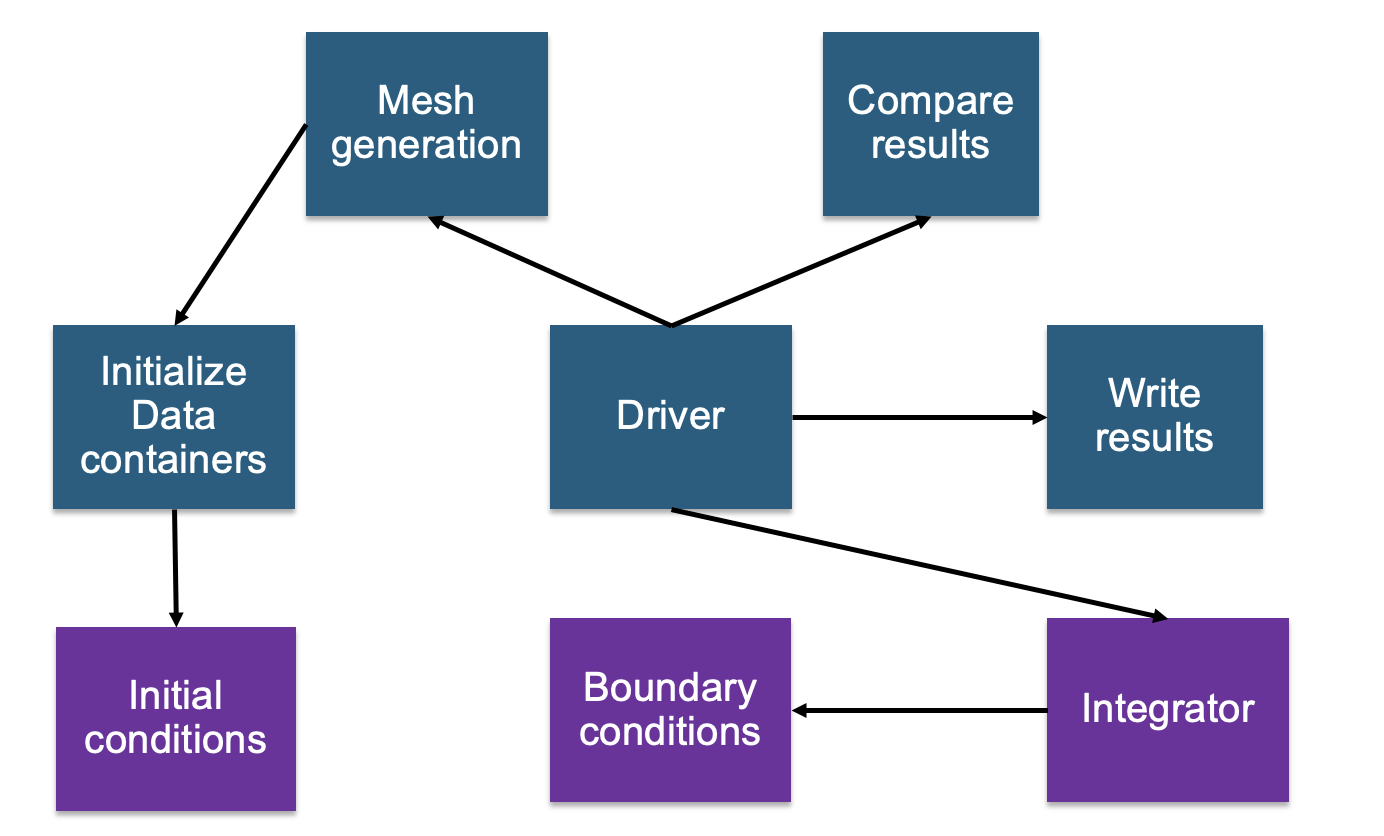 Mesh
generation
Compare
results
Initialize
Data
containers
Driver
Write
results
Initial
conditions
Boundary
conditions
Integrator